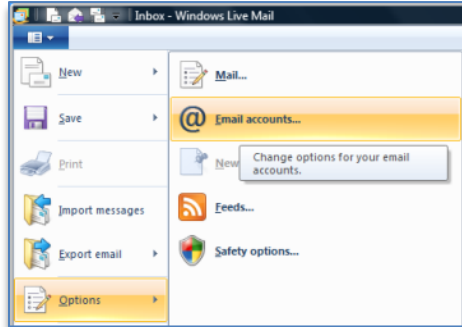 Inbox - Windows Live Mail
New
Mail...
Save
Email accounts...
Print
New
Change options for your email
accounts.
Import messages
Feeds...
Export email
Safety options...
Options